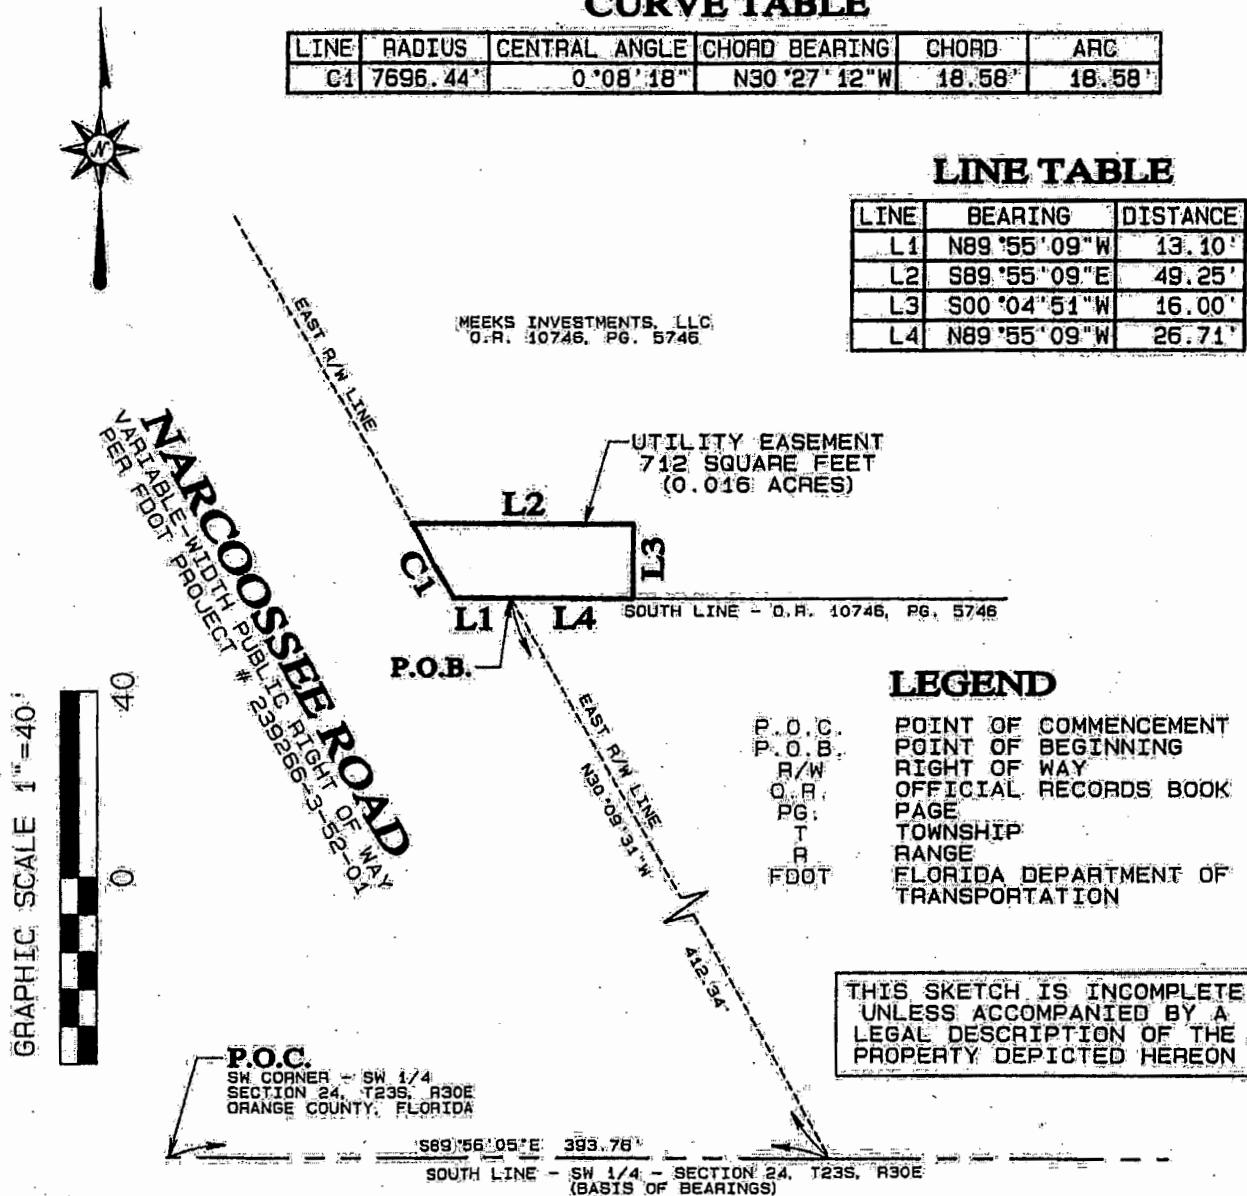 CURVE TABLE
LINE RADIUS CENTRAL ANGLE CHORD BEARING CHORD ARC
C1 7696.44' 0°08'18" N30°27'12"W 18.58' 18.58'
N
LINE TABLE
LINE BEARING DISTANCE
L1 N89°55'09"W 13.10'
L2 S89°55'09"E 49.25'
L3 S00°04'51"W 16.00'
L4 N89°55'09"W 26.71'
EAST R/W LINE
MEEKS INVESTMENTS, LLC
O.R. 10746, PG. 5746
NARCOOSSEE ROAD
VARIABLE-WIDTH PUBLIC RIGHT OF WAY
PER FDOT PROJECT # 239266-3-52-01
UTILITY EASEMENT
712 SQUARE FEET
(0.016 ACRES)
L2
C1
L3
L1
L4
SOUTH LINE - O.R. 10746, PG. 5746
P.O.B.
EAST R/W LINE
N30°09'31"W
412.34'
GRAPHIC SCALE 1"=40'
40
0
LEGEND
P.O.C. POINT OF COMMENCEMENT
P.O.B. POINT OF BEGINNING
R/W RIGHT OF WAY
O.R. OFFICIAL RECORDS BOOK
PG. PAGE
T TOWNSHIP
R RANGE
FDOT FLORIDA DEPARTMENT OF
TRANSPORTATION
THIS SKETCH IS INCOMPLETE
UNLESS ACCOMPANIED BY A
LEGAL DESCRIPTION OF THE
PROPERTY DEPICTED HEREON
P.O.C.
SW CORNER - SW 1/4
SECTION 24, T23S, R30E
ORANGE COUNTY, FLORIDA
S89°56'05"E 393.76'
SOUTH LINE - SW 1/4 - SECTION 24, T23S, R30E
(BASIS OF BEARINGS)